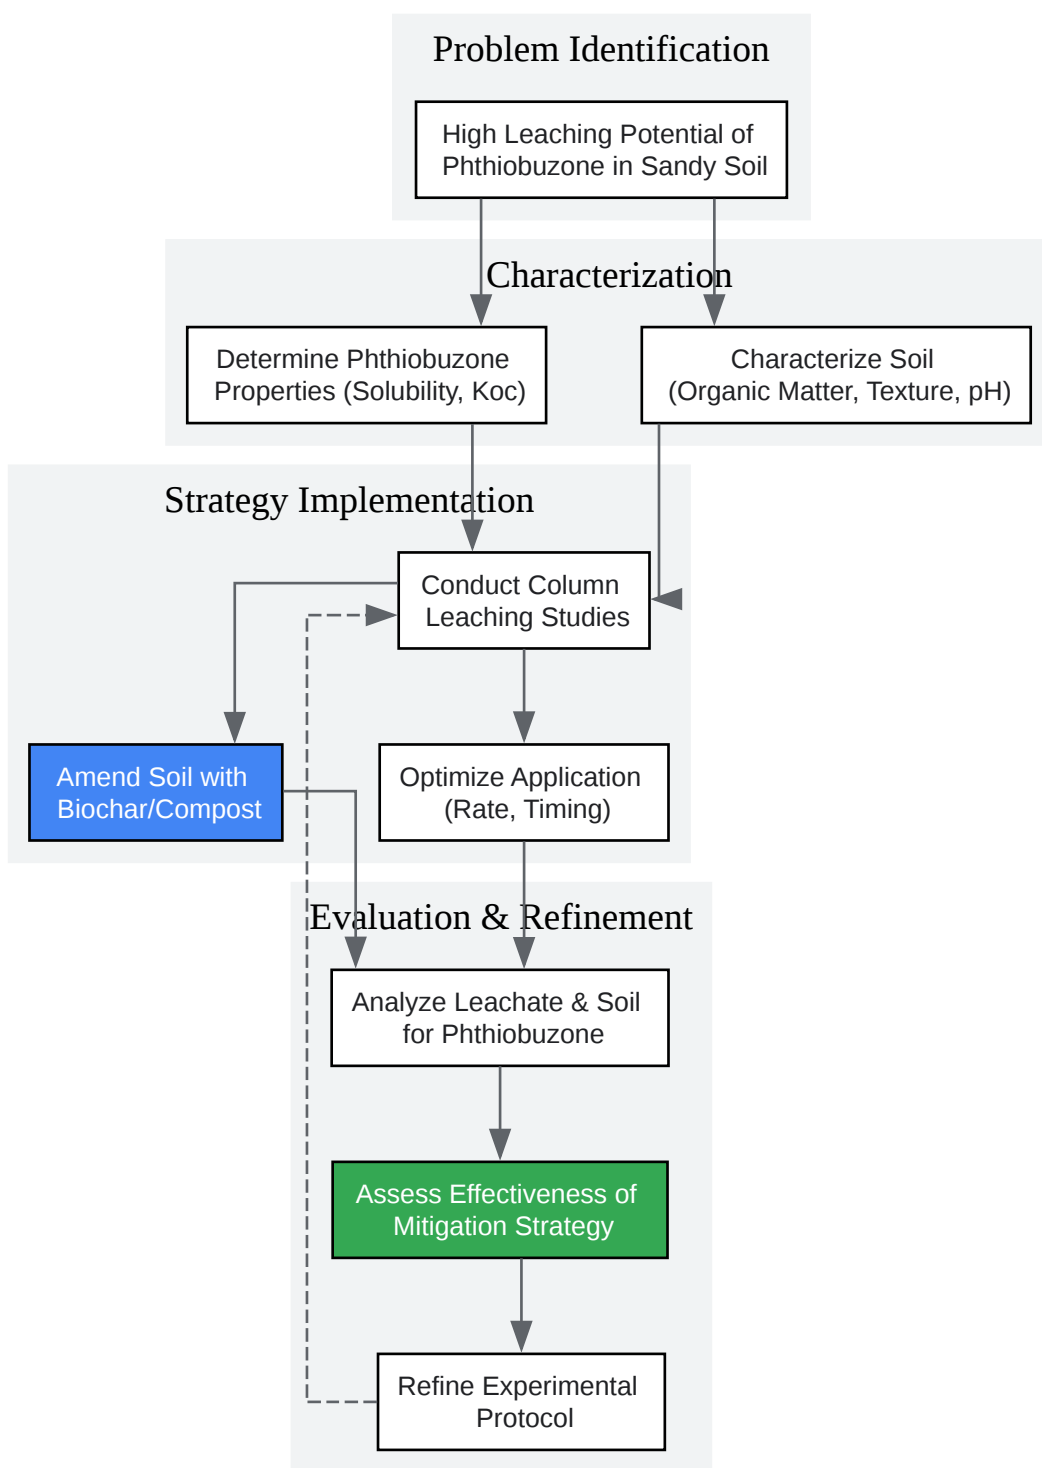 Problem Identification
High Leaching Potential of
Phthiobuzone in Sandy Soil
Characterization
Determine Phthiobuzone
Properties (Solubility, Koc)
Characterize Soil
(Organic Matter, Texture, pH)
Strategy Implementation
Conduct Column
Leaching Studies
Amend Soil with
Biochar/Compost
Optimize Application
(Rate, Timing)
Evaluation & Refinement
Analyze Leachate & Soil
for Phthiobuzone
Assess Effectiveness of
Mitigation Strategy
Refine Experimental
Protocol